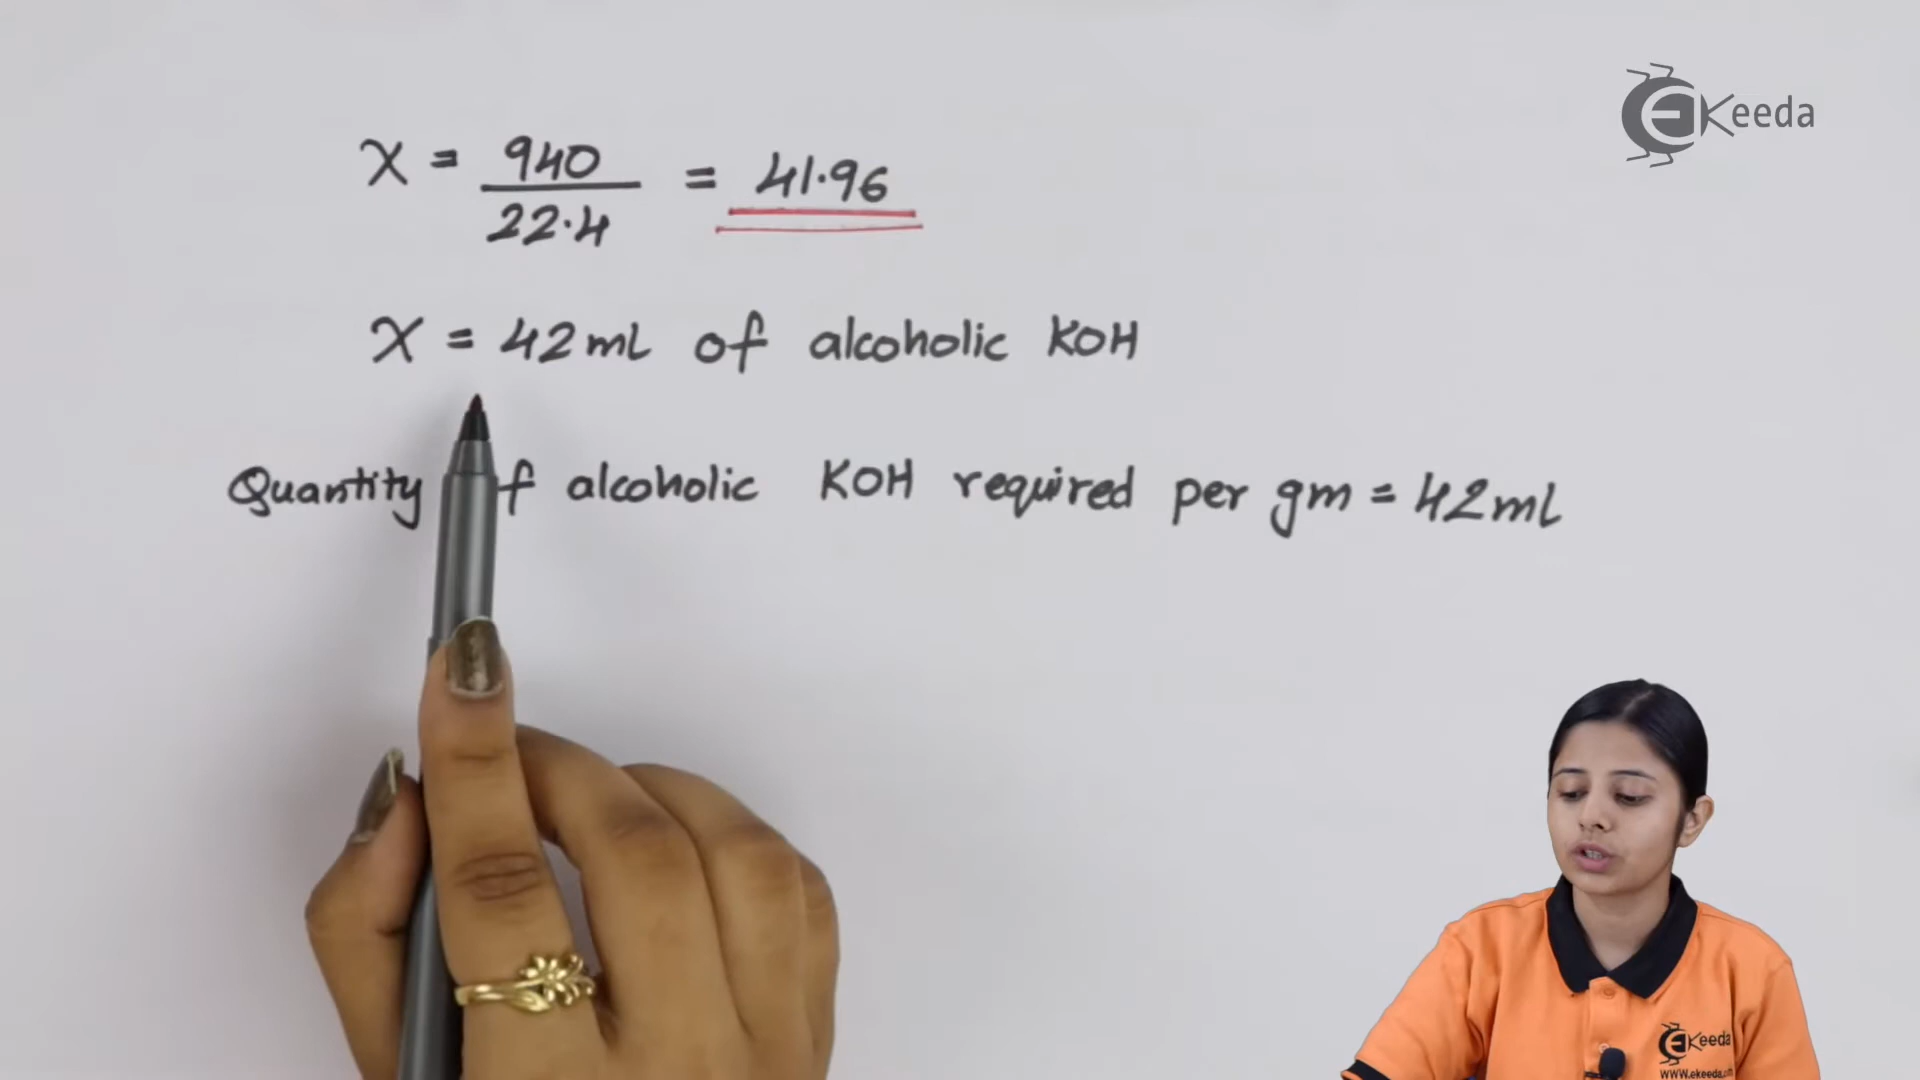 EKeeda
x = 940 / 22.4 = 41.96
x = 42 ml of alcoholic KOH
Quantity of alcoholic KOH required per gm = 42 ml
EKeeda